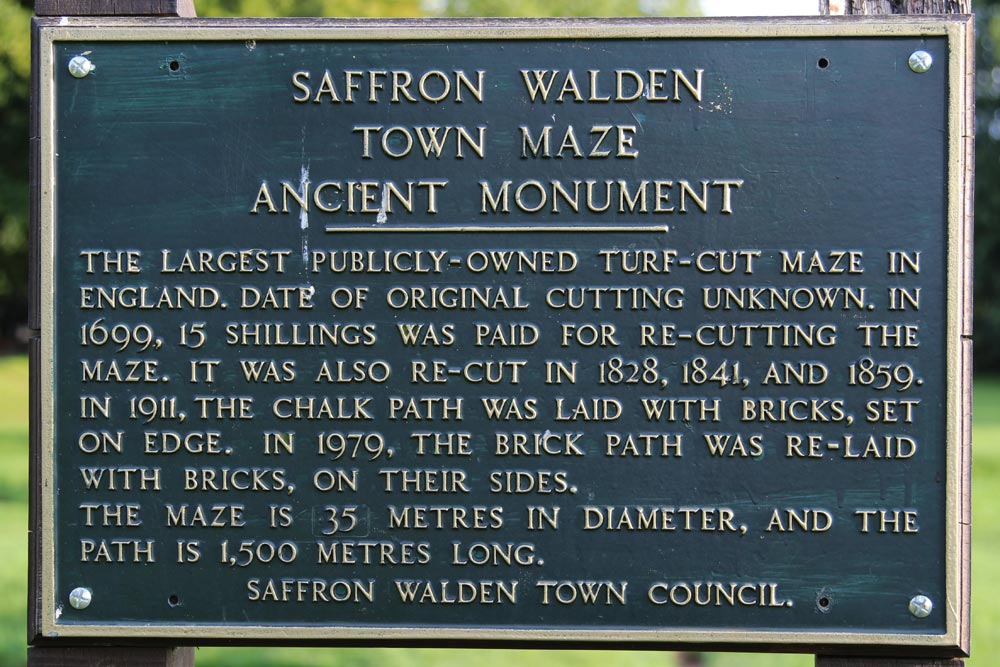 SAFFRON WALDEN
TOWN MAZE
ANCIENT MONUMENT
THE LARGEST PUBLICLY-OWNED TURF-CUT MAZE IN
ENGLAND. DATE OF ORIGINAL CUTTING UNKNOWN. IN
1699, 15 SHILLINGS WAS PAID FOR RE-CUTTING THE
MAZE. IT WAS ALSO RE-CUT IN 1828, 1841, AND 1859.
IN 1911, THE CHALK PATH WAS LAID WITH BRICKS, SET
ON EDGE. IN 1979, THE BRICK PATH WAS RE-LAID
WITH BRICKS, ON THEIR SIDES.
THE MAZE IS 35 METRES IN DIAMETER, AND THE
PATH IS 1,500 METRES LONG.
SAFFRON WALDEN TOWN COUNCIL.